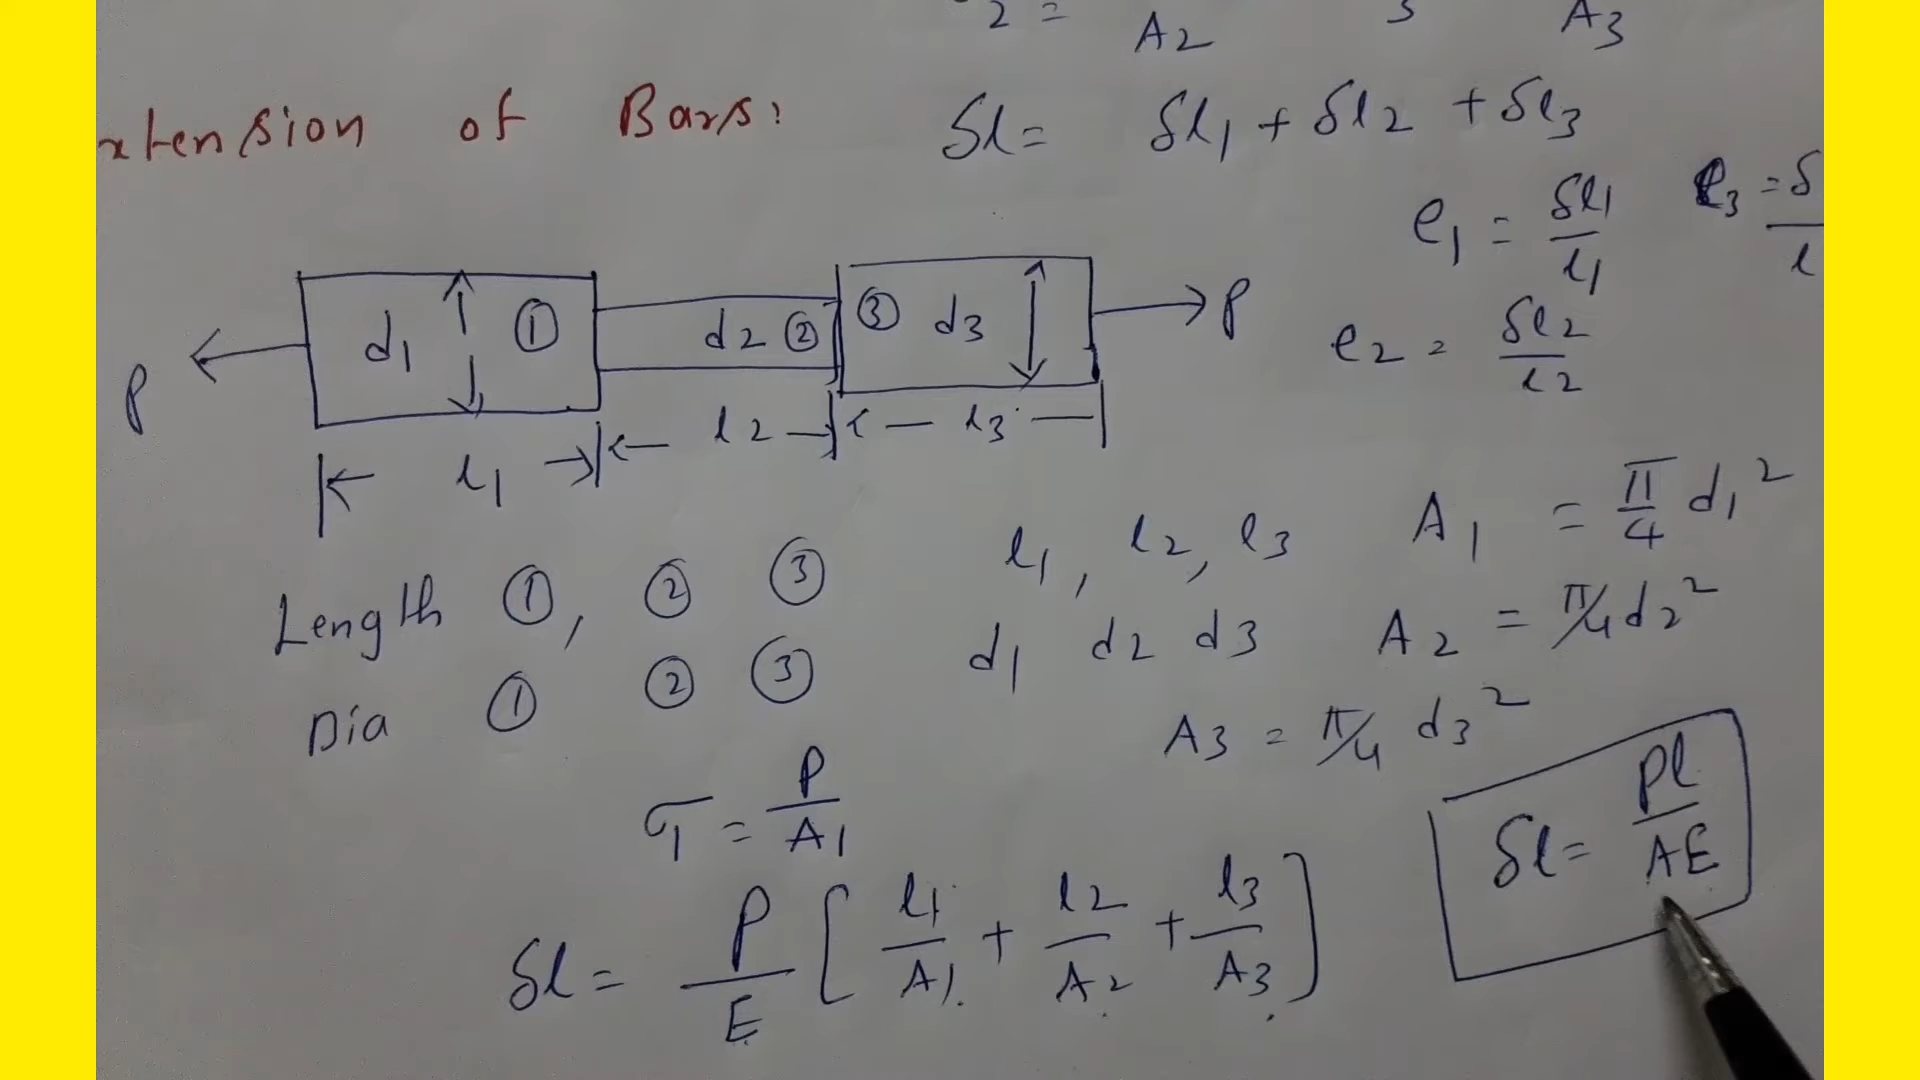 2 =
A2
3
A3
xtension of Bars:
δl = δl1 + δl2 + δl3
e1 = δl1/l1
e3 = δ/l
e2 = δl2/l2
P
d1
①
d2 ②
③ d3
P
l1
l2
l3
Length ①, ② ③ l1, l2, l3
A1 = π/4 d1²
Dia ① ② ③ d1 d2 d3
A2 = π/4 d2²
A3 = π/4 d3²
σ1 = P/A1
δl = Pl/AE
δl = P/E [ l1/A1 + l2/A2 + l3/A3 ]